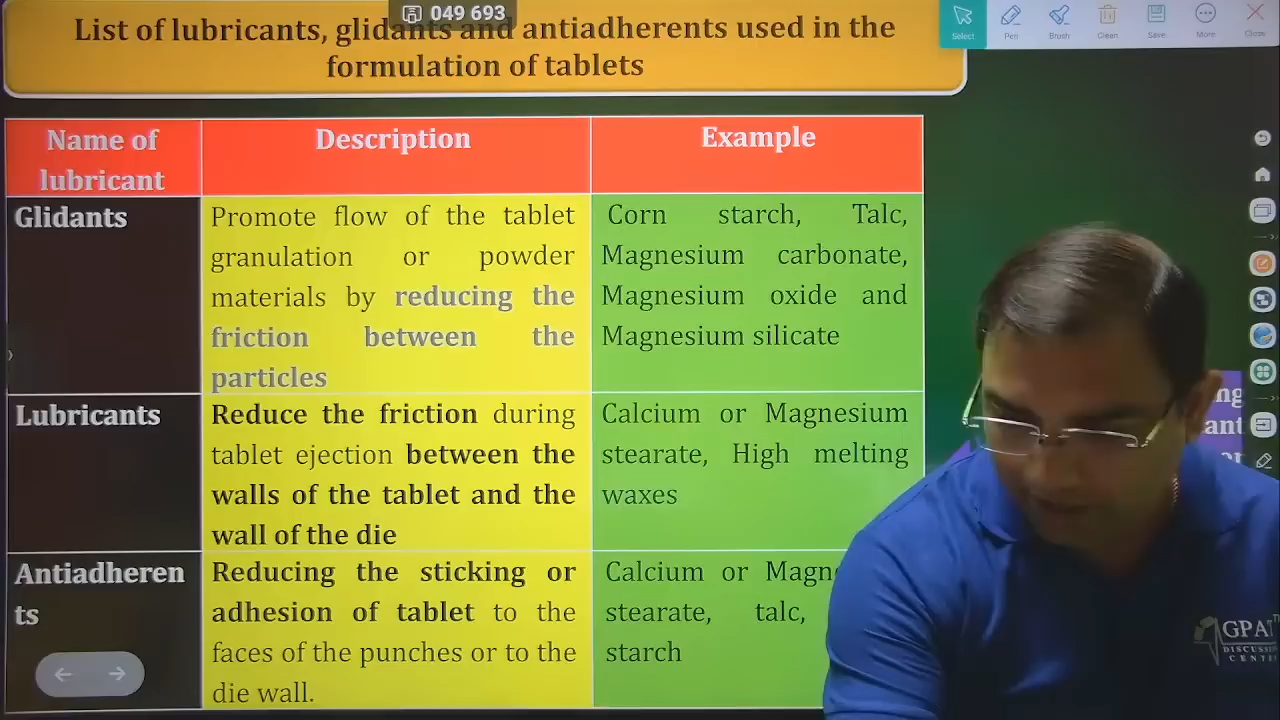 049 693
List of lubricants, glidants and antiadherents used in the
formulation of tablets
Select
Pen
Brush
Clean
Save
More
Close
Name of
lubricant
Description
Example
Glidants
Promote flow of the tablet
granulation or powder
materials by reducing the
friction between the
particles
Corn starch, Talc,
Magnesium carbonate,
Magnesium oxide and
Magnesium silicate
Lubricants
Reduce the friction during
tablet ejection between the
walls of the tablet and the
wall of the die
Calcium or Magnesium
stearate, High melting
waxes
Antiadheren
ts
Reducing the sticking or
adhesion of tablet to the
faces of the punches or to the
die wall.
Calcium or Magn
stearate, talc,
starch
ng
ant
GPAT
DISCUSSION
CENTE